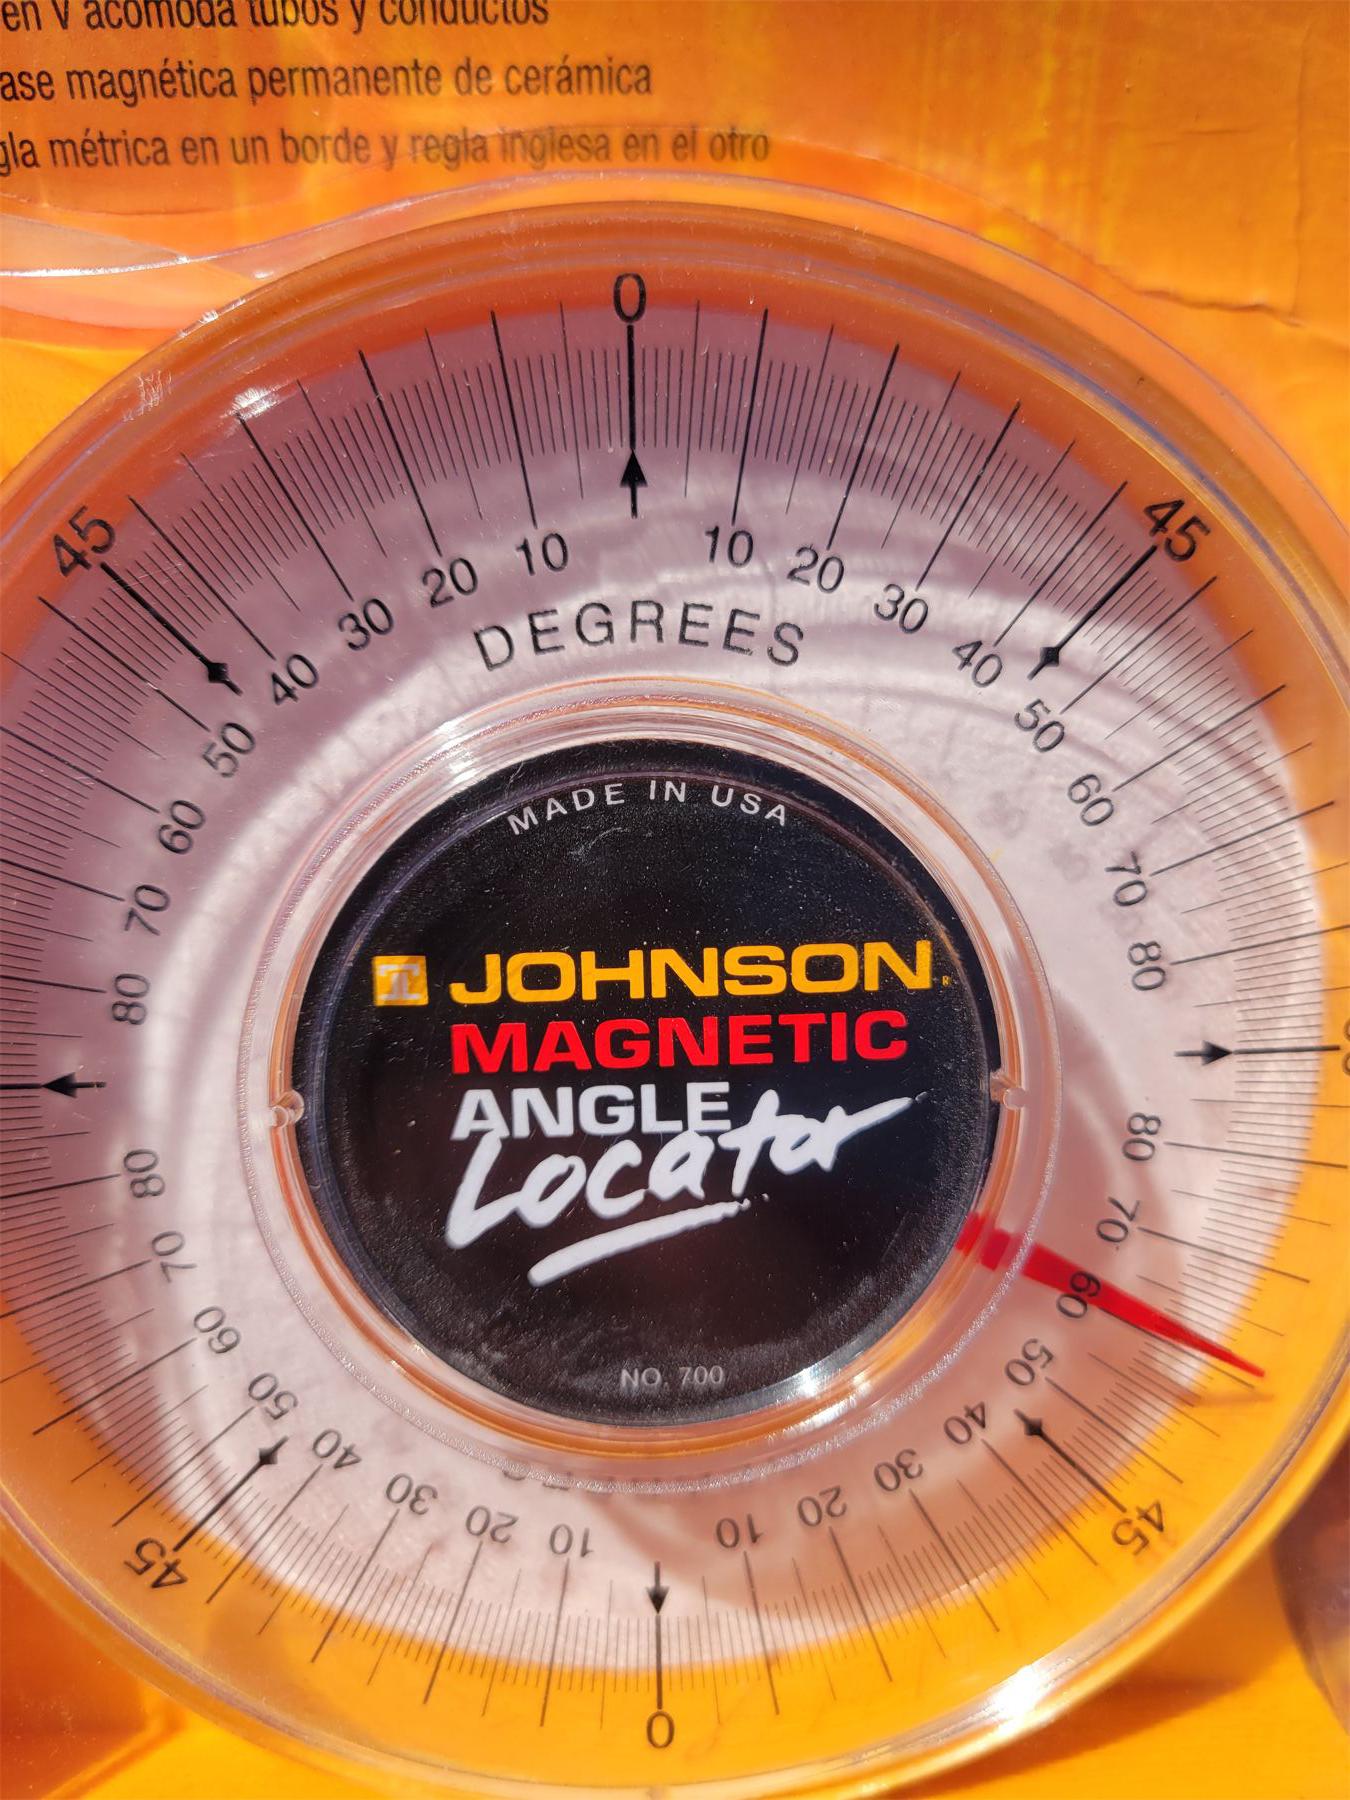 en V acomoda tubos y conductos
ase magnética permanente de cerámica
gla métrica en un borde y regla inglesa en el otro
0
45 45
10 10
20 20
30 30
40 40
DEGREES
50 50
60 60
70 70
80 80
MADE IN USA
JOHNSON
MAGNETIC
ANGLE
Locator
NO. 700
80 80
70 70
60 60
50 50
40 40
30 30
20 20
10 10
45 45
0